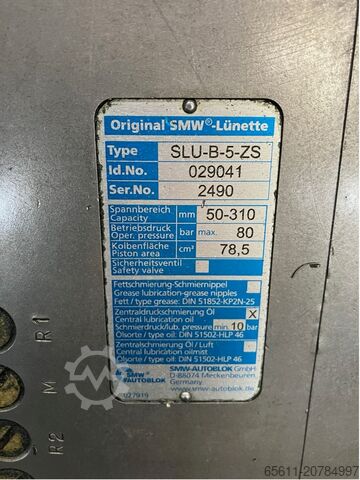 Original SMW®-Lünette
Type SLU-B-5-ZS
Id.No. 029041
Ser.No. 2490
Spannbereich
Capacity mm 50-310
Betriebsdruck
Oper. pressure bar max. 80
Kolbenfläche
Piston area cm² 78,5
Sicherheitsventil
Safety valve
Fettschmierung-Schmiernippel
Grease lubrication-grease nipples
Fett / type grease: DIN 51852-KP2N-25
Zentraldruckschmierung Öl X
Central lubrication oil
Schmierdruck/lub. pressure min 10 bar
Ölsorte / type oil: DIN 51502-HLP 46
Zentralschmierung Öl / Luft
Central lubrication oilmist
Ölsorte / type oil: DIN 51502-HLP 46
SMW-AUTOBLOK GmbH
D-88074 Meckenbeuren
Germany
www.smw-autoblok.de
SMW
AUTOBLOK
027919
R1
M
R2
65611-20784997